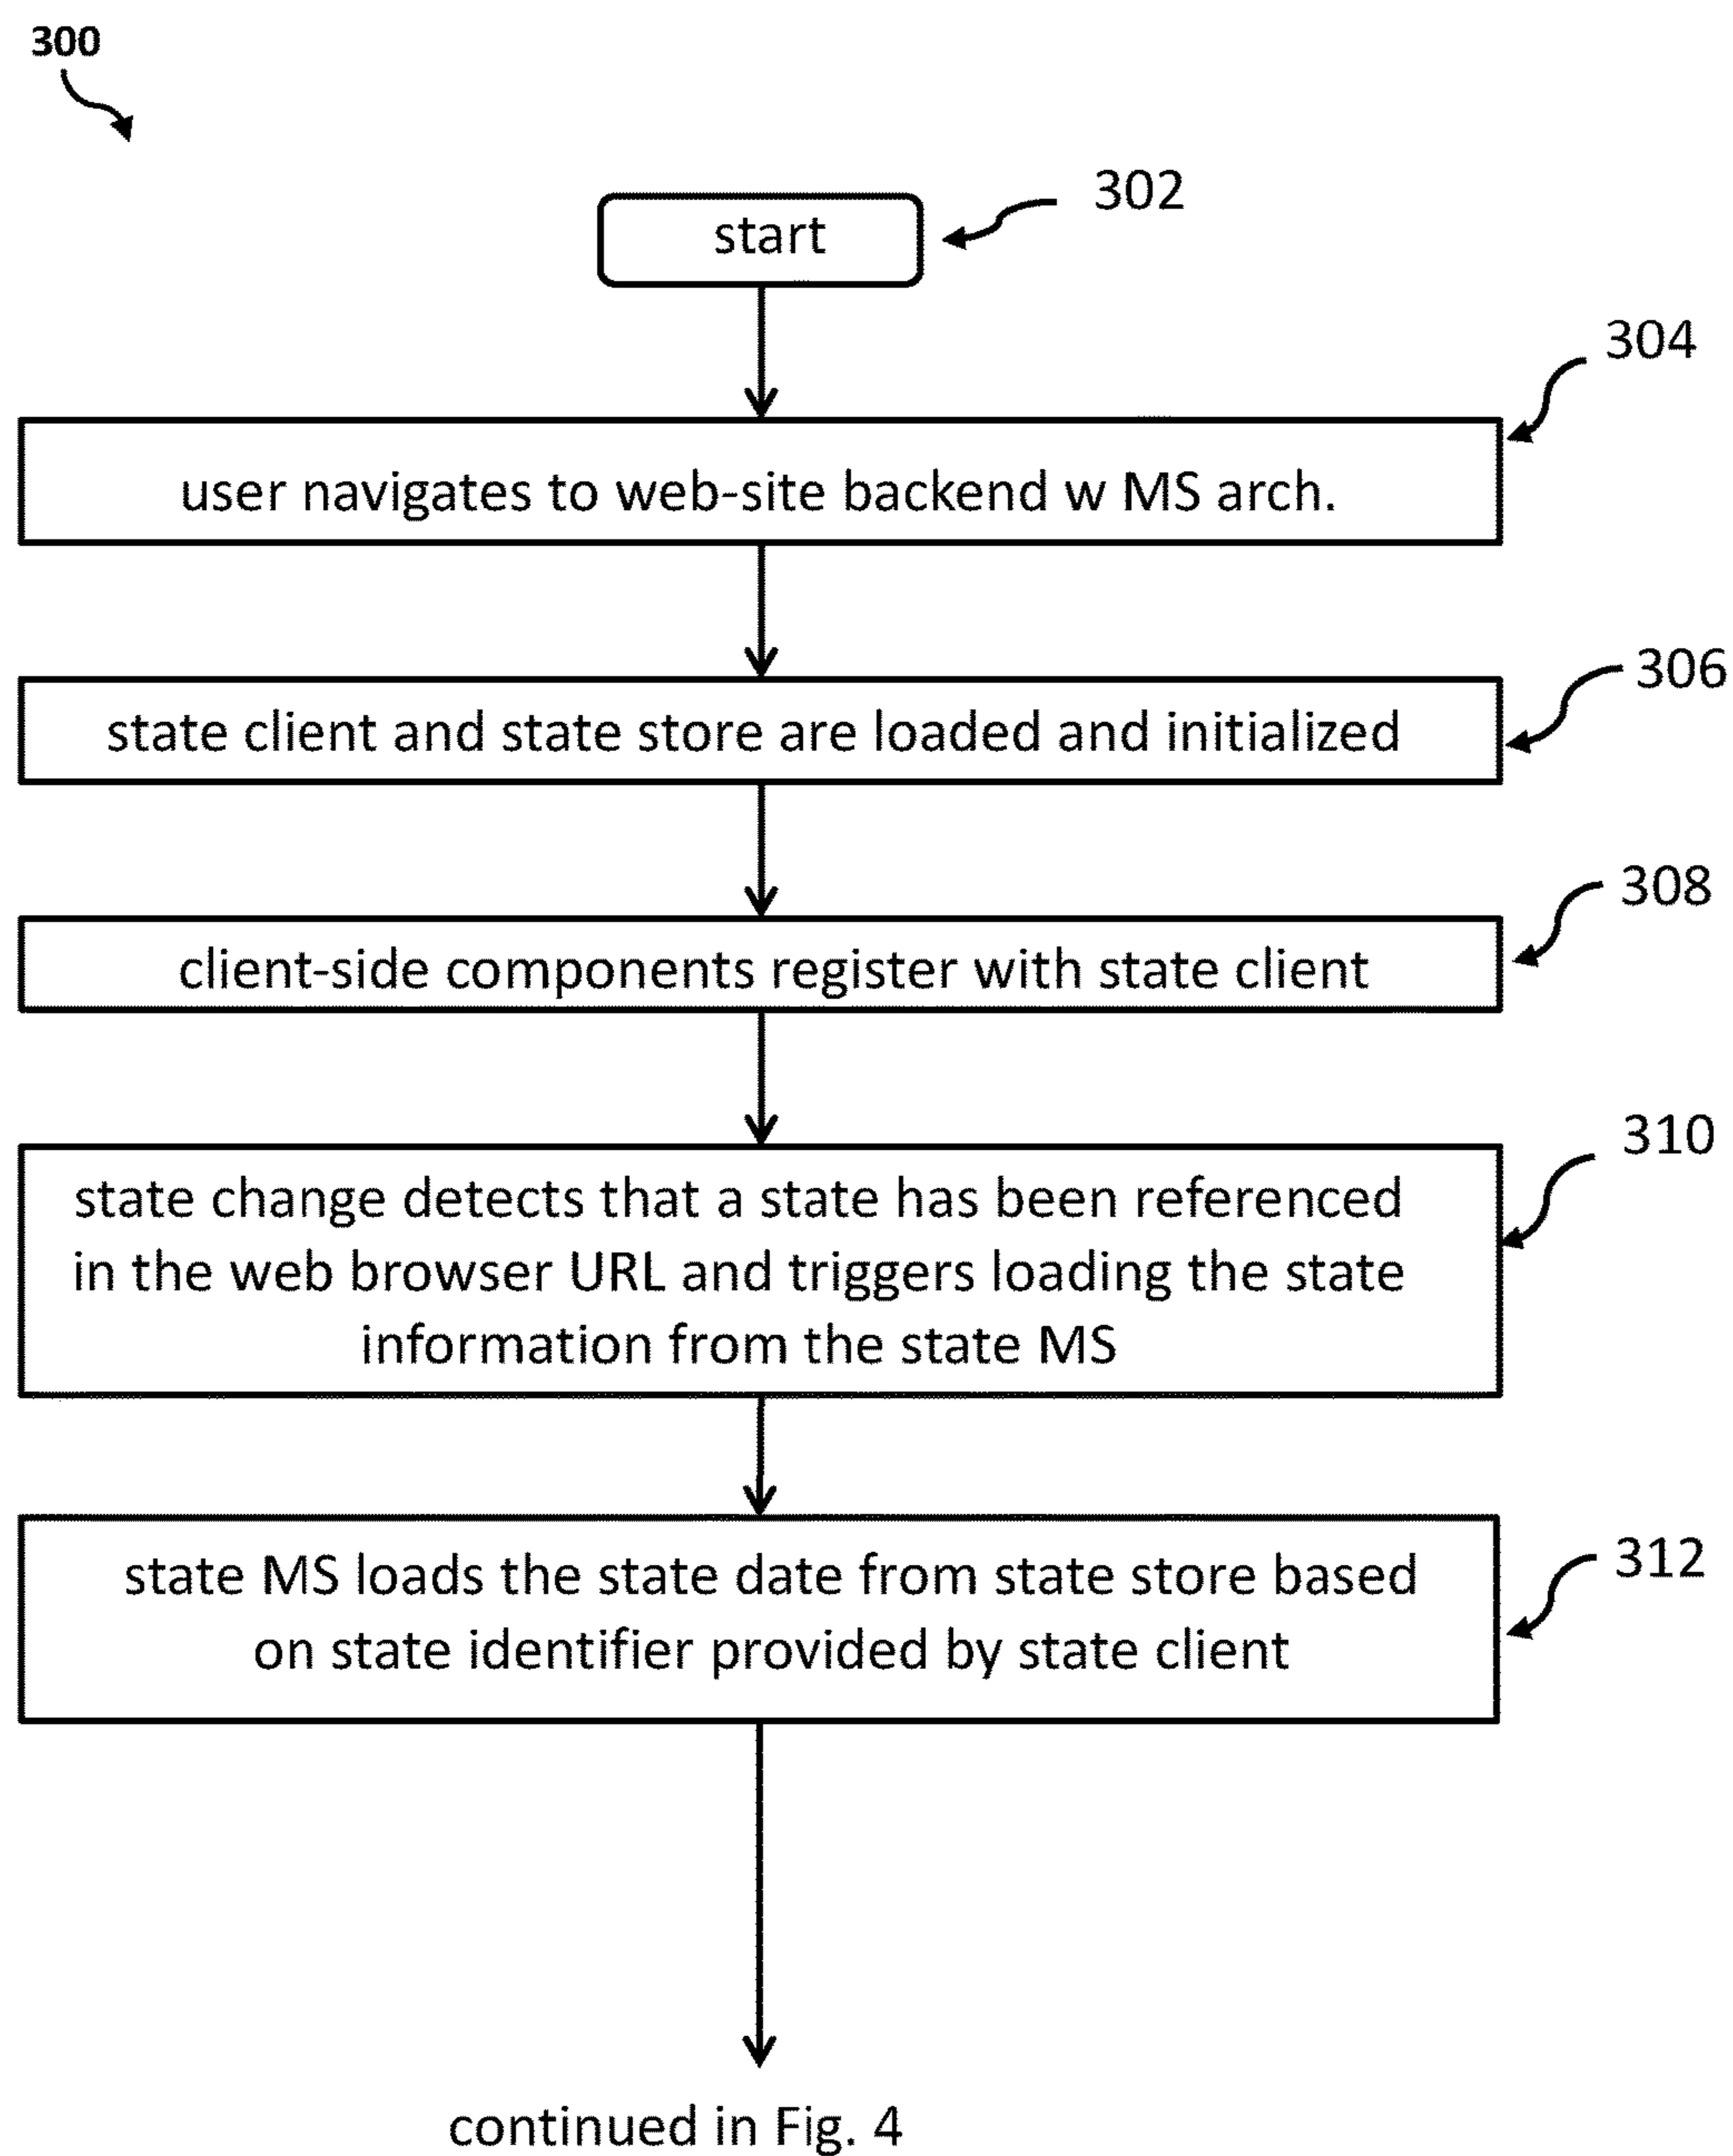 300
302
start
304
user navigates to web-site backend w MS arch.
306
state client and state store are loaded and initialized
308
client-side components register with state client
310
state change detects that a state has been referenced
in the web browser URL and triggers loading the state
information from the state MS
312
state MS loads the state date from state store based
on state identifier provided by state client
continued in Fig. 4